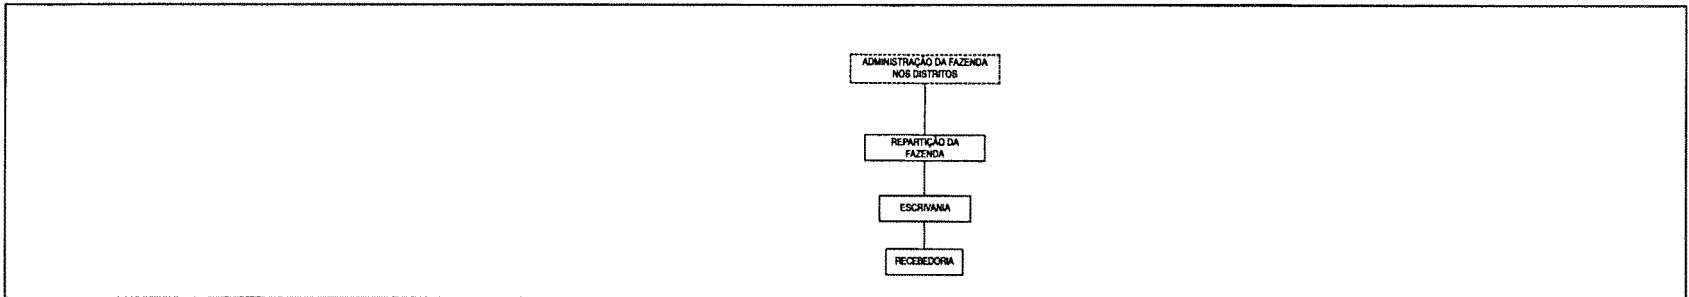 ADMINISTRAÇÃO DA FAZENDA
NOS DISTRITOS
REPARTIÇÃO DA
FAZENDA
ESCRIVANIA
RECEBEDORIA